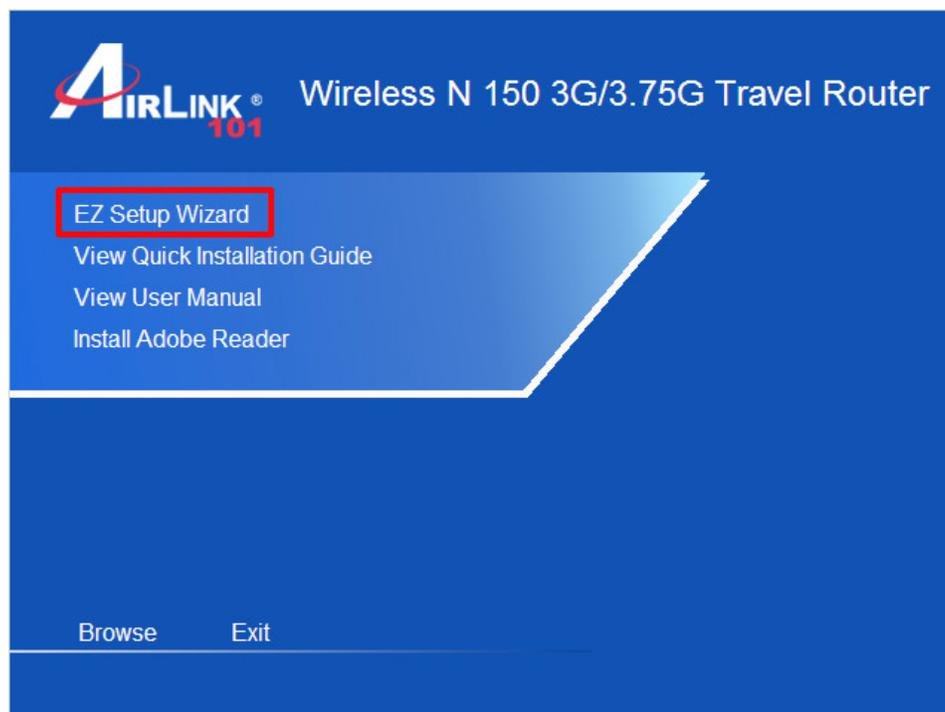 AIRLINK ® Wireless N 150 3G/3.75G Travel Router
101
EZ Setup Wizard
View Quick Installation Guide
View User Manual
Install Adobe Reader
Browse Exit